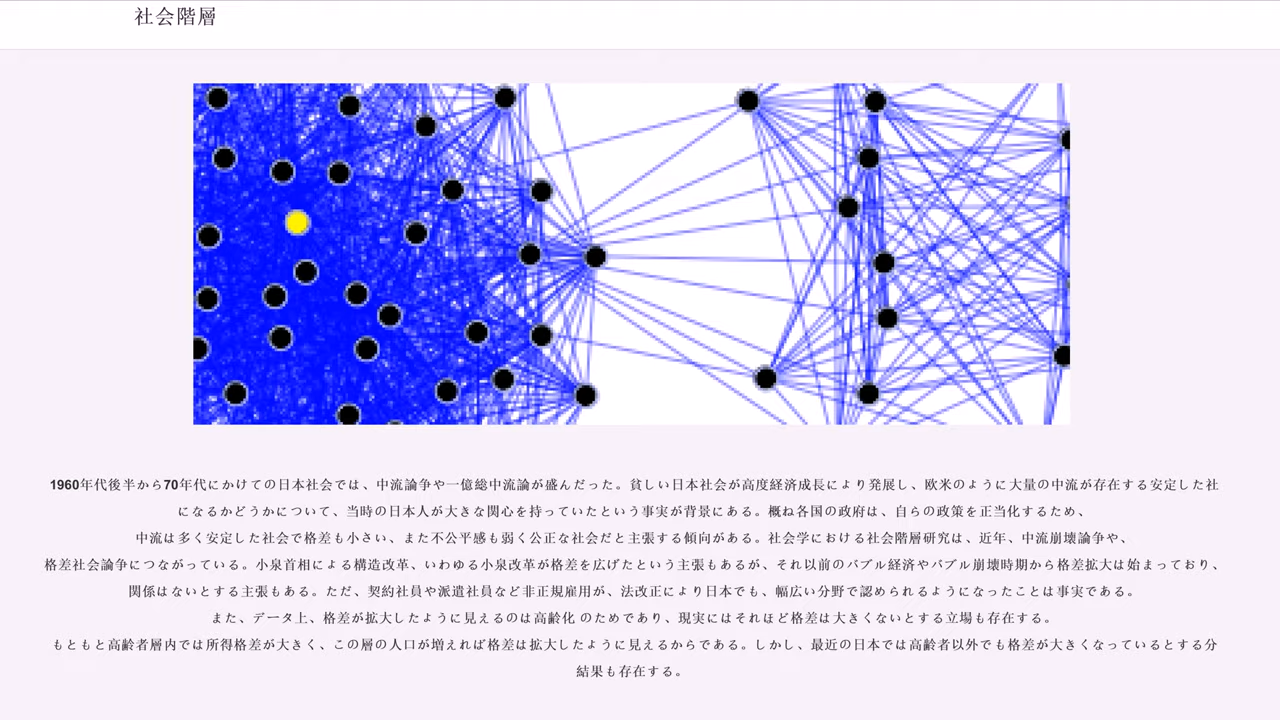 社会階層
1960年代後半から70年代にかけての日本社会では、中流論争や一億総中流論が盛んだった。貧しい日本社会が高度経済成長により発展し、欧米のように大量の中流が存在する安定した社
になるかどうかについて、当時の日本人が大きな関心を持っていたという事実が背景にある。概ね各国の政府は、自らの政策を正当化するため、
中流は多く安定した社会で格差も小さい、また不公平感も弱く公正な社会だと主張する傾向がある。社会学における社会階層研究は、近年、中流崩壊論争や、
格差社会論争につながっている。小泉首相による構造改革、いわゆる小泉改革が格差を広げたという主張もあるが、それ以前のバブル経済やバブル崩壊時期から格差拡大は始まっており、
関係はないとする主張もある。ただ、契約社員や派遣社員など非正規雇用が、法改正により日本でも、幅広い分野で認められるようになったことは事実である。
また、データ上、格差が拡大したように見えるのは高齢化 のためであり、現実にはそれほど格差は大きくないとする立場も存在する。
もともと高齢者層内では所得格差が大きく、この層の人口が増えれば格差は拡大したように見えるからである。しかし、最近の日本では高齢者以外でも格差が大きくなっているとする分
結果も存在する。